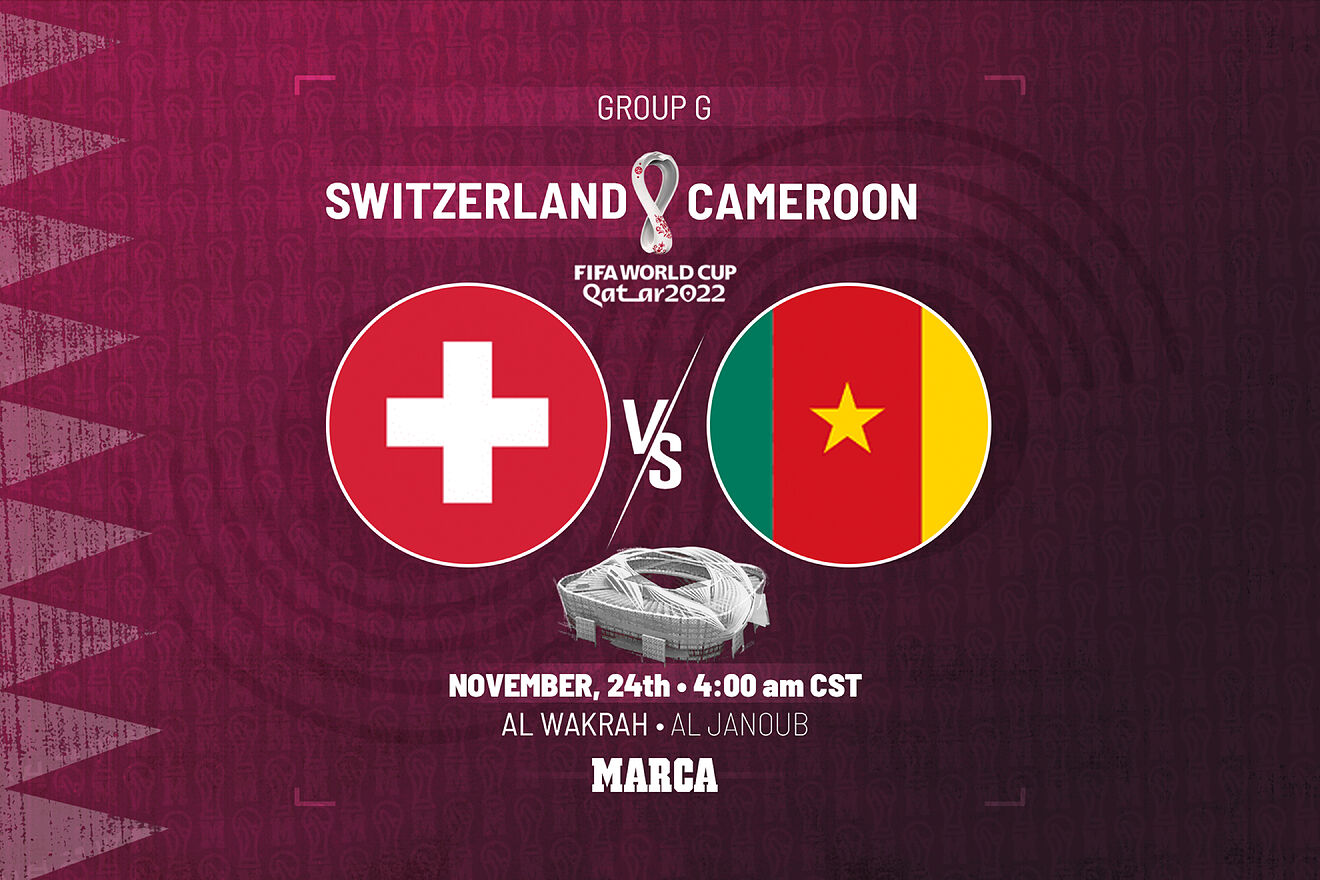 GROUP G
SWITZERLAND CAMEROON
FIFA WORLD CUP
Qatar2022
VS
NOVEMBER, 24th • 4:00 am CST
AL WAKRAH • AL JANOUB
MARCA